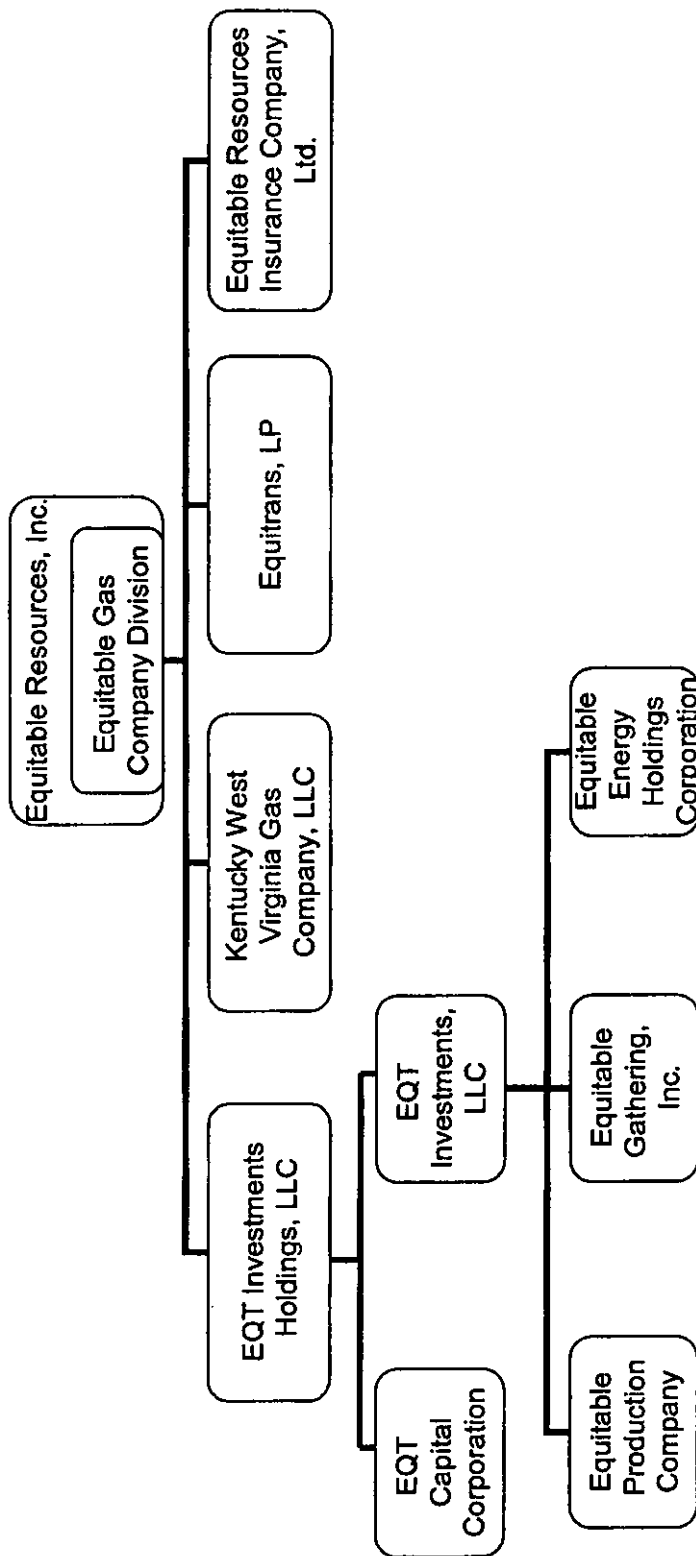 Equitable Resources, Inc.
Equitable Gas
Company Division
EQT Investments
Holdings, LLC
Kentucky West
Virginia Gas
Company, LLC
Equitrans, LP
Equitable Resources
Insurance Company,
Ltd.
EQT
Capital
Corporation
EQT
Investments,
LLC
Equitable
Production
Company
Equitable
Gathering,
Inc.
Equitable
Energy
Holdings
Corporation